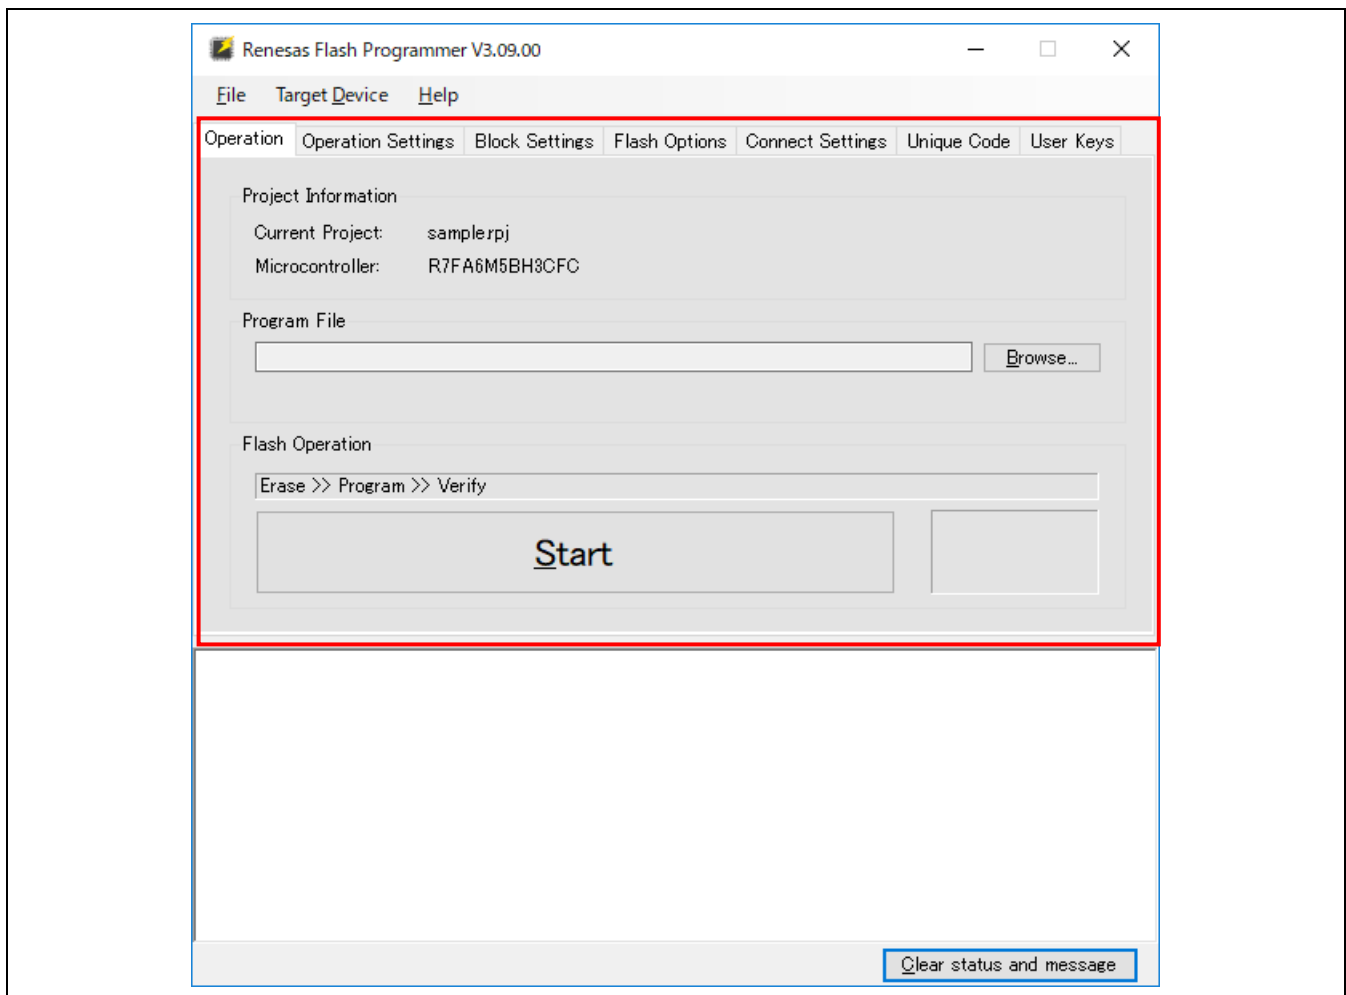 Renesas Flash Programmer V3.09.00
File Target Device Help
Operation Operation Settings Block Settings Flash Options Connect Settings Unique Code User Keys
Project Information
Current Project: sample.rpj
Microcontroller: R7FA6M5BH3CFC
Program File
Browse...
Flash Operation
Erase >> Program >> Verify
Start
Clear status and message